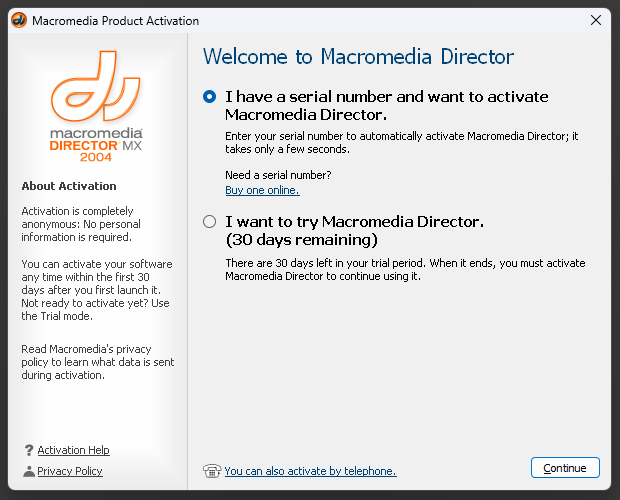 Macromedia Product Activation
macromedia
DIRECTOR MX
2004
About Activation
Activation is completely
anonymous: No personal
information is required.
You can activate your software
any time within the first 30
days after you first launch it.
Not ready to activate yet? Use
the Trial mode.
Read Macromedia's privacy
policy to learn what data is sent
during activation.
? Activation Help
Privacy Policy
Welcome to Macromedia Director
I have a serial number and want to activate
Macromedia Director.
Enter your serial number to automatically activate Macromedia Director; it
takes only a few seconds.
Need a serial number?
Buy one online.
I want to try Macromedia Director.
(30 days remaining)
There are 30 days left in your trial period. When it ends, you must activate
Macromedia Director to continue using it.
You can also activate by telephone.
Continue